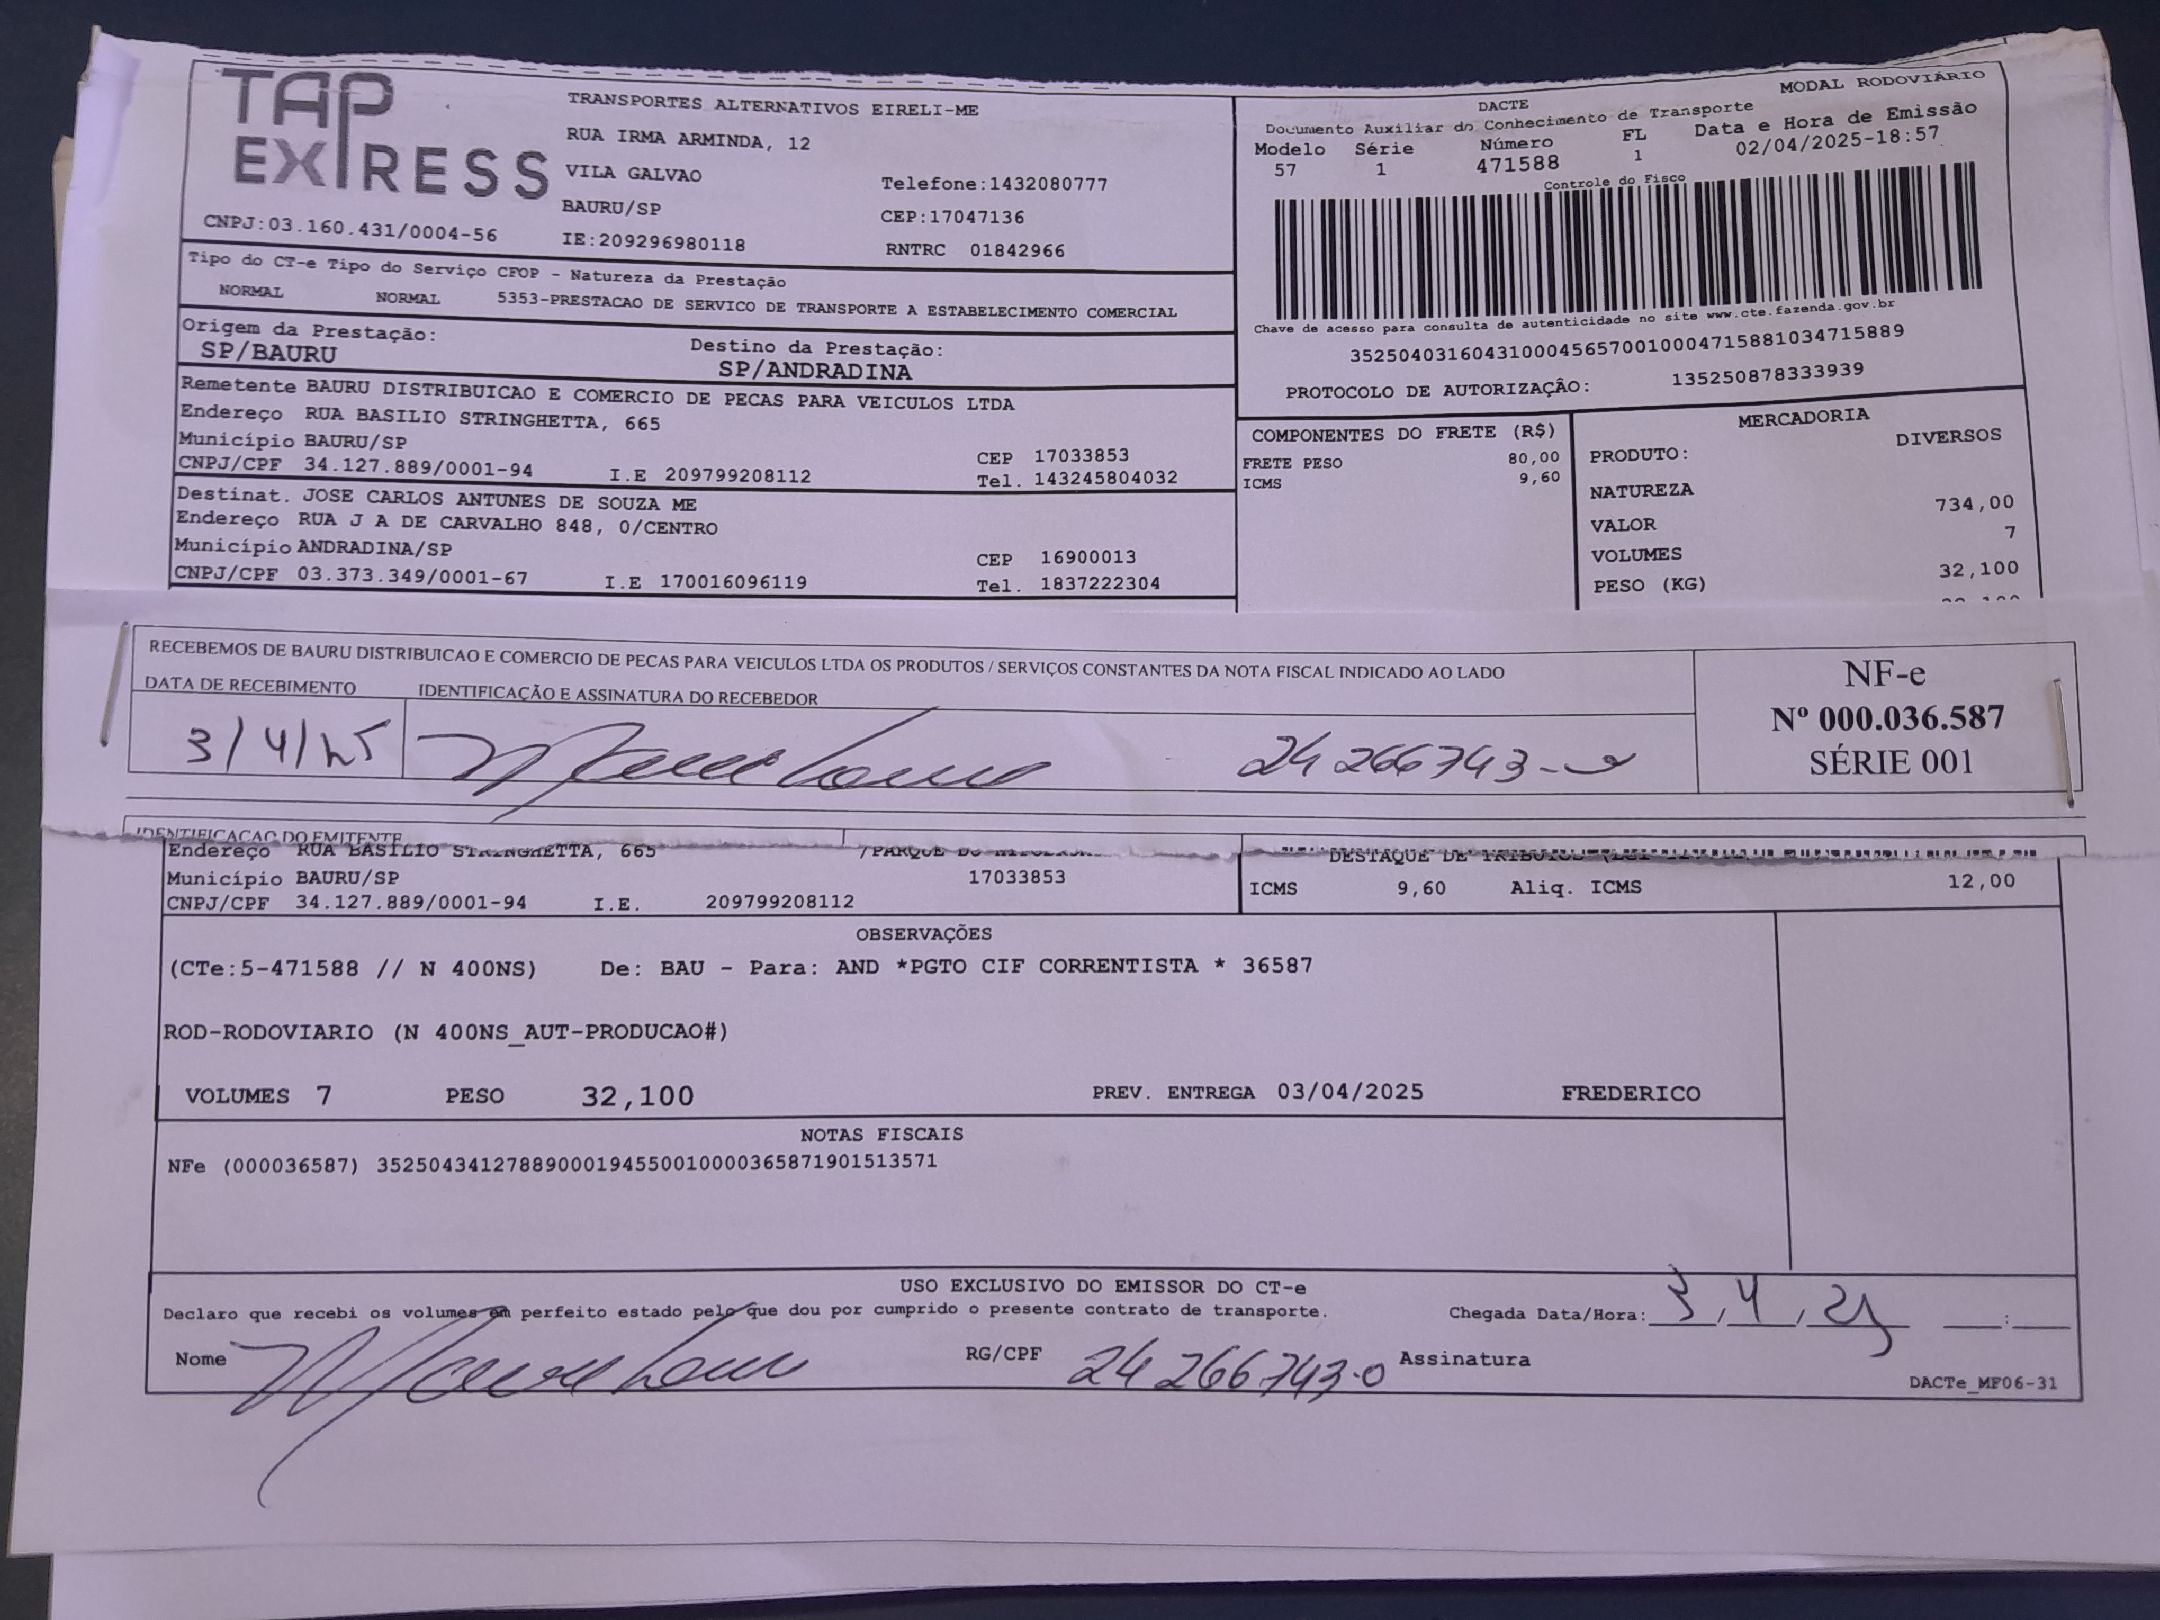 TAP EXPRESS
TRANSPORTES ALTERNATIVOS EIRELI-ME
RUA IRMA ARMINDA, 12
VILA GALVAO Telefone:1432080777
BAURU/SP CEP:17047136
CNPJ:03.160.431/0004-56 IE:209296980118 RNTRC 01842966
MODAL RODOVIÁRIO
DACTE
Documento Auxiliar do Conhecimento de Transporte
Modelo Série Número FL Data e Hora de Emissão
57 1 471588 1 02/04/2025-18:57
Controle do Fisco
Chave de acesso para consulta de autenticidade no site www.cte.fazenda.gov.br
35250403160431000456570010004715881034715889
PROTOCOLO DE AUTORIZAÇÃO: 135250878333939
Tipo do CT-e Tipo do Serviço CFOP - Natureza da Prestação
NORMAL NORMAL 5353-PRESTACAO DE SERVICO DE TRANSPORTE A ESTABELECIMENTO COMERCIAL
Origem da Prestação: Destino da Prestação:
SP/BAURU SP/ANDRADINA
Remetente BAURU DISTRIBUICAO E COMERCIO DE PECAS PARA VEICULOS LTDA
Endereço RUA BASILIO STRINGHETTA, 665
Município BAURU/SP CEP 17033853
CNPJ/CPF 34.127.889/0001-94 I.E 209799208112 Tel. 143245804032
Destinat. JOSE CARLOS ANTUNES DE SOUZA ME
Endereço RUA J A DE CARVALHO 848, 0/CENTRO
Município ANDRADINA/SP CEP 16900013
CNPJ/CPF 03.373.349/0001-67 I.E 170016096119 Tel. 1837222304
COMPONENTES DO FRETE (R$)
FRETE PESO 80,00
ICMS 9,60
MERCADORIA
PRODUTO: DIVERSOS
NATUREZA
VALOR 734,00
VOLUMES 7
PESO (KG) 32,100
RECEBEMOS DE BAURU DISTRIBUICAO E COMERCIO DE PECAS PARA VEICULOS LTDA OS PRODUTOS / SERVIÇOS CONSTANTES DA NOTA FISCAL INDICADO AO LADO
DATA DE RECEBIMENTO IDENTIFICAÇÃO E ASSINATURA DO RECEBEDOR
3/4/25 24266743-
NF-e
Nº 000.036.587
SÉRIE 001
IDENTIFICAÇAO DO EMITENTE
Endereço RUA BASILIO STRINGHETTA, 665 /PARQUE DESTAQUE DE
Município BAURU/SP 17033853
CNPJ/CPF 34.127.889/0001-94 I.E. 209799208112
ICMS 9,60 Aliq. ICMS 12,00
OBSERVAÇÕES
(CTe:5-471588 // N 400NS) De: BAU - Para: AND *PGTO CIF CORRENTISTA * 36587
ROD-RODOVIARIO (N 400NS_AUT-PRODUCAO#)
VOLUMES 7 PESO 32,100 PREV. ENTREGA 03/04/2025 FREDERICO
NOTAS FISCAIS
NFe (000036587) 35250434127889000194550010000365871901513571
USO EXCLUSIVO DO EMISSOR DO CT-e
Declaro que recebi os volumes em perfeito estado pelo que dou por cumprido o presente contrato de transporte. Chegada Data/Hora: 3/4/25 :
Nome RG/CPF 24266743-0 Assinatura
DACTe_MF06-31